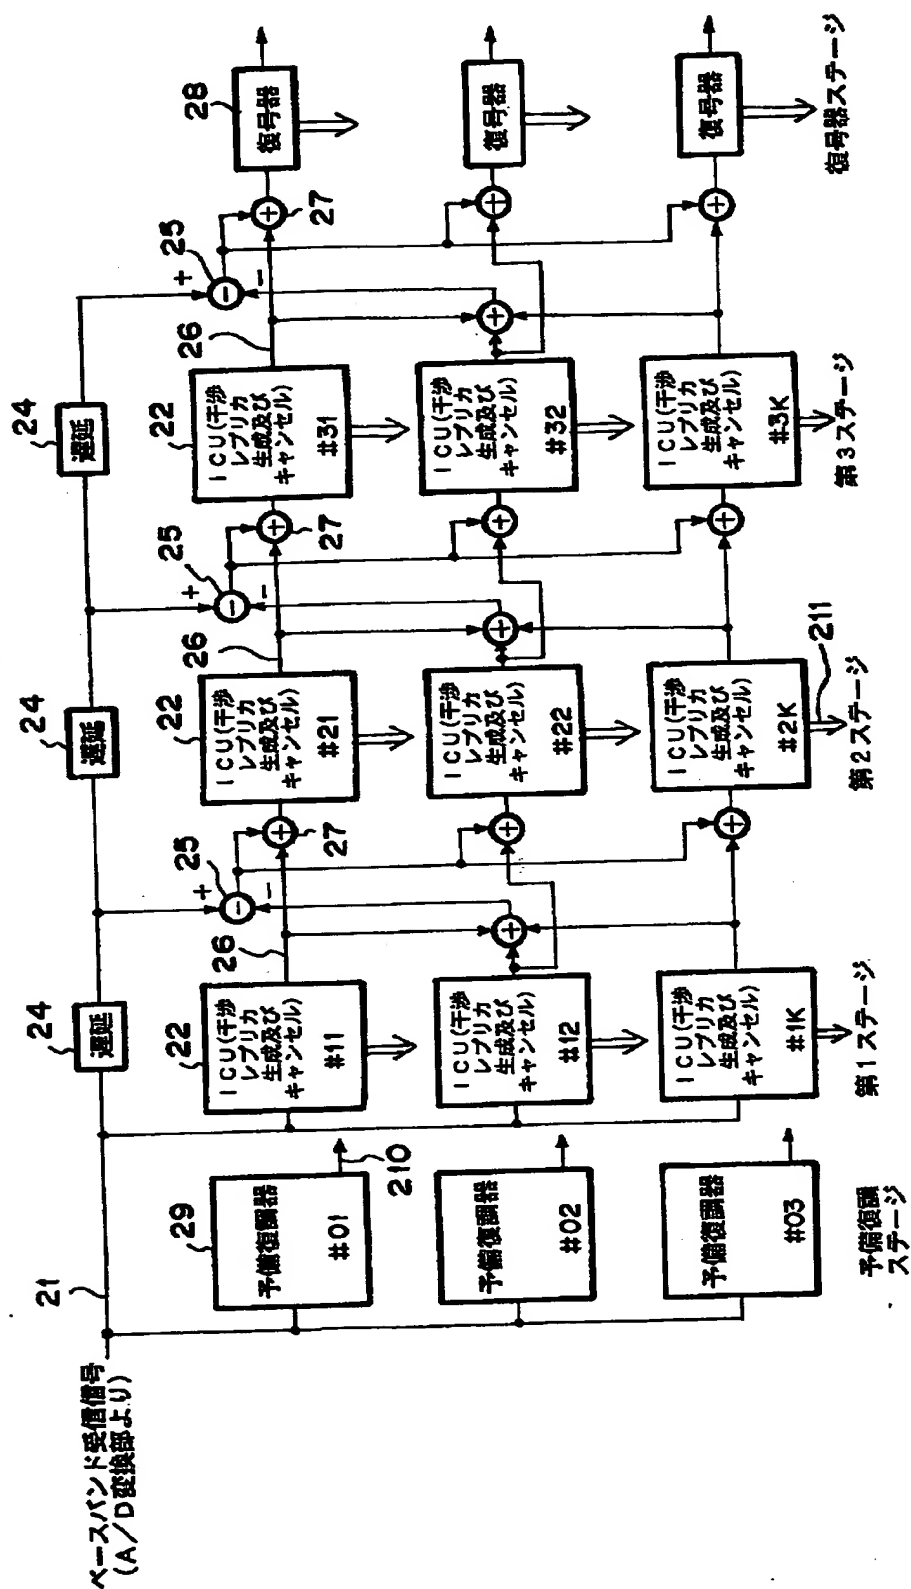 ベースバンド受信信号
(A/D変換部より)
21
24
遅延
24
遅延
24
遅延
29
予備復調器
#01
210
22
ICU(干渉
レプリカ
生成及び
キャンセル)
#11
26
25
+
−
−
+
27
22
ICU(干渉
レプリカ
生成及び
キャンセル)
#21
26
25
+
−
−
+
27
22
ICU(干渉
レプリカ
生成及び
キャンセル)
#31
26
25
+
−
−
+
27
28
復号器
予備復調器
#02
ICU(干渉
レプリカ
生成及び
キャンセル)
#12
+
+
ICU(干渉
レプリカ
生成及び
キャンセル)
#22
+
+
ICU(干渉
レプリカ
生成及び
キャンセル)
#32
+
+
復号器
予備復調器
#03
ICU(干渉
レプリカ
生成及び
キャンセル)
#1K
+
ICU(干渉
レプリカ
生成及び
キャンセル)
#2K
211
+
ICU(干渉
レプリカ
生成及び
キャンセル)
#3K
+
復号器
予備復調
ステージ
第1ステージ
第2ステージ
第3ステージ
復号器ステージ